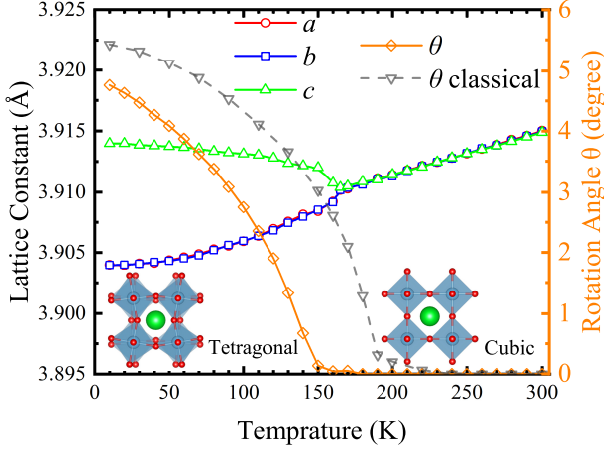 3.925
3.920
3.915
3.910
3.905
3.900
3.895
Lattice Constant (Å)
a
b
c
θ
θ classical
6
5
4
3
2
1
0
Rotation Angle θ (degree)
Tetragonal
Cubic
0 50 100 150 200 250 300
Temprature (K)